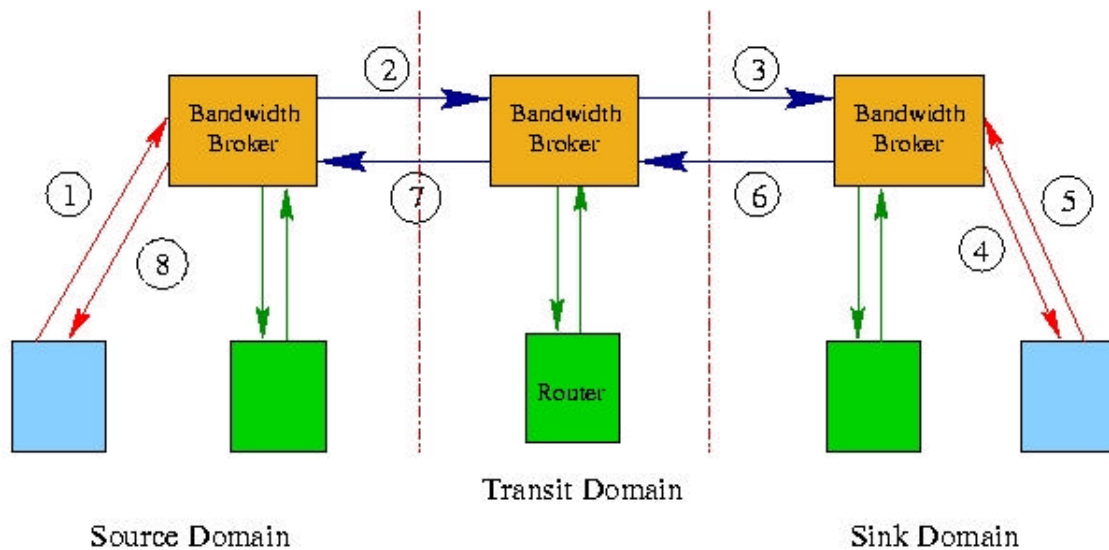 2
3
Bandwidth
Broker
Bandwidth
Broker
Bandwidth
Broker
1
7
6
5
8
4
Router
Transit Domain
Source Domain
Sink Domain